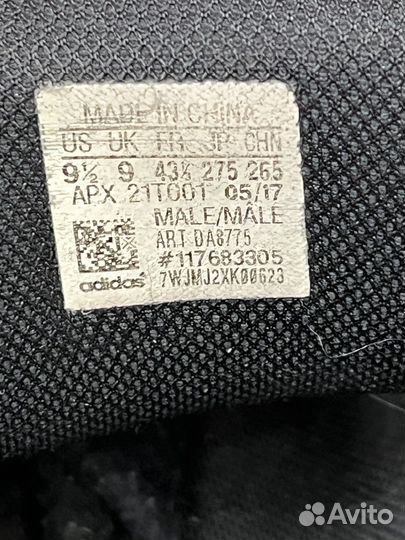 MADE IN CHINA
US UK FR JP CHN
9½ 9 43⅓ 275 265
APX 21T001 05/17
MALE/MÂLE
ART DA8775
#117683305
adidas® 7WJMJ2XK00623
Avito